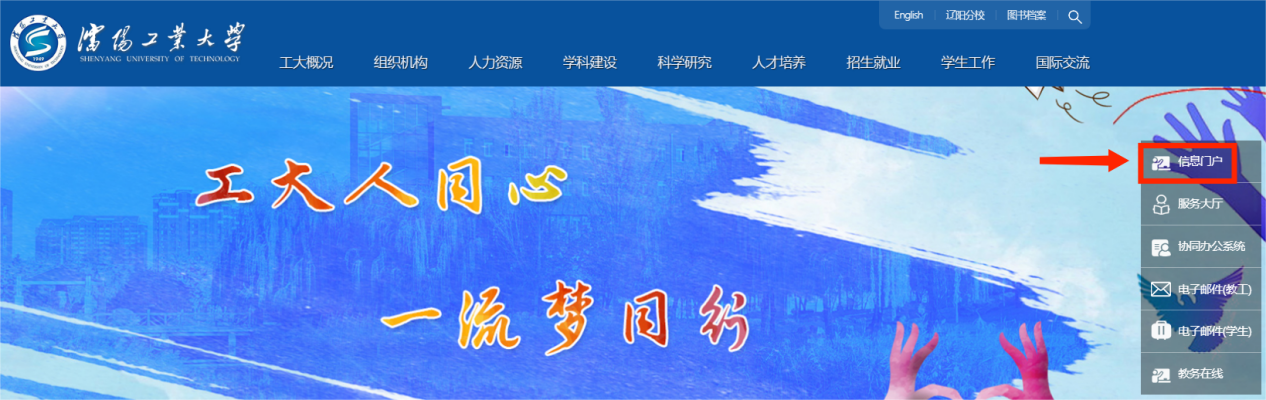 English 辽阳分校 图书档案
沈阳工业大学
SHENYANG UNIVERSITY OF TECHNOLOGY
1949
工大概况 组织机构 人力资源 学科建设 科学研究 人才培养 招生就业 学生工作 国际交流
工大人同心
一流梦同行
信息门户
服务大厅
协同办公系统
电子邮件(教工)
电子邮件(学生)
教务在线